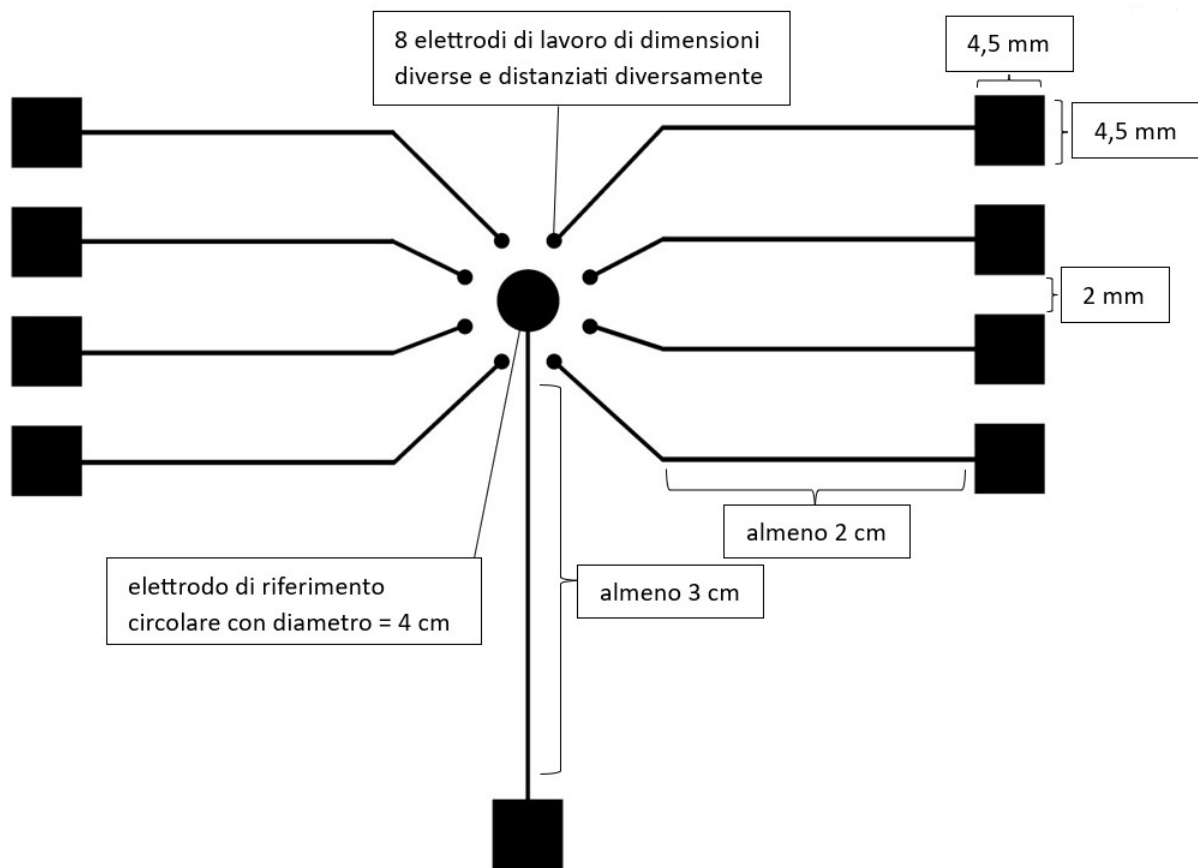 8 elettrodi di lavoro di dimensioni
diverse e distanziati diversamente
4,5 mm
4,5 mm
2 mm
almeno 2 cm
almeno 3 cm
elettrodo di riferimento
circolare con diametro = 4 cm